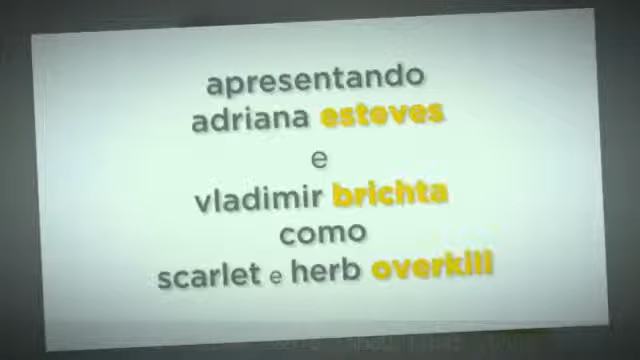 apresentando
adriana esteves
e
vladimir brichta
como
scarlet e herb overkill